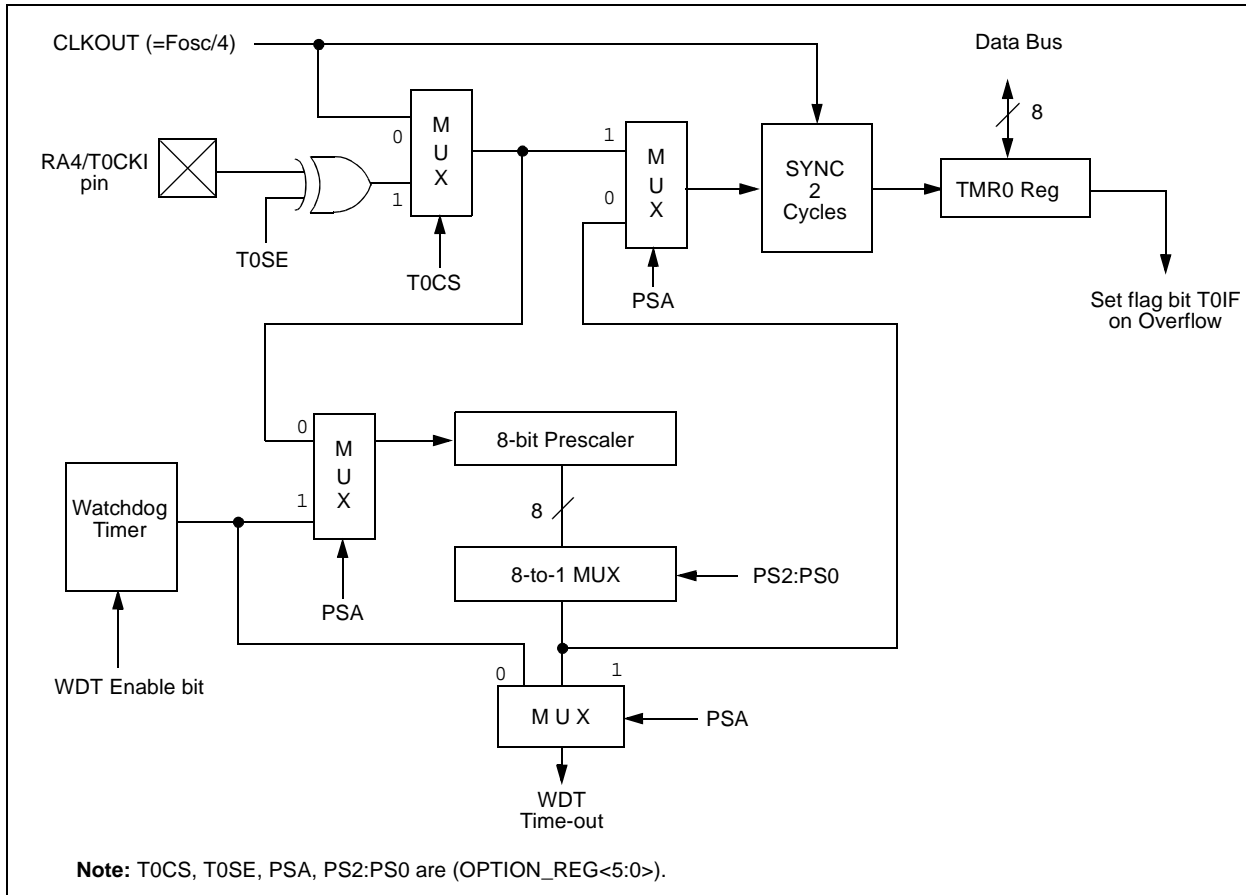 CLKOUT (=Fosc/4)
Data Bus
8
M
U
X
0
1
RA4/T0CKI
pin
T0SE
T0CS
1
0
M
U
X
PSA
SYNC
2
Cycles
TMR0 Reg
Set flag bit T0IF
on Overflow
0
1
M
U
X
PSA
8-bit Prescaler
8
Watchdog
Timer
8-to-1 MUX
PS2:PS0
WDT Enable bit
0
1
M U X
PSA
WDT
Time-out
Note: T0CS, T0SE, PSA, PS2:PS0 are (OPTION_REG<5:0>).